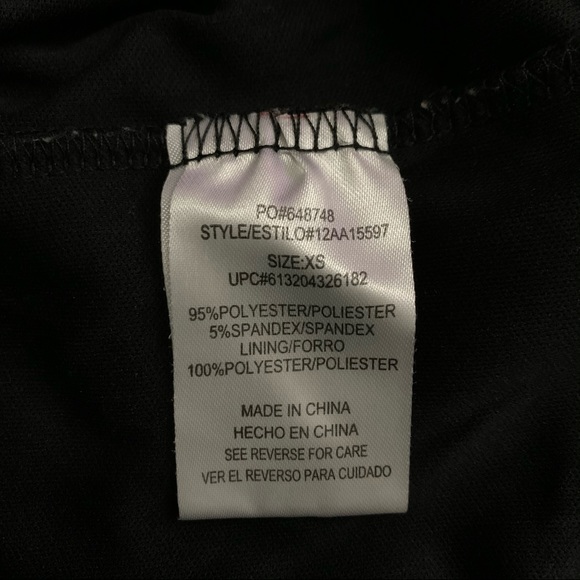 PO#648748
STYLE/ESTILO#12AA15597
SIZE:XS
UPC#613204326182
95%POLYESTER/POLIESTER
5%SPANDEX/SPANDEX
LINING/FORRO
100%POLYESTER/POLIESTER
MADE IN CHINA
HECHO EN CHINA
SEE REVERSE FOR CARE
VER EL REVERSO PARA CUIDADO